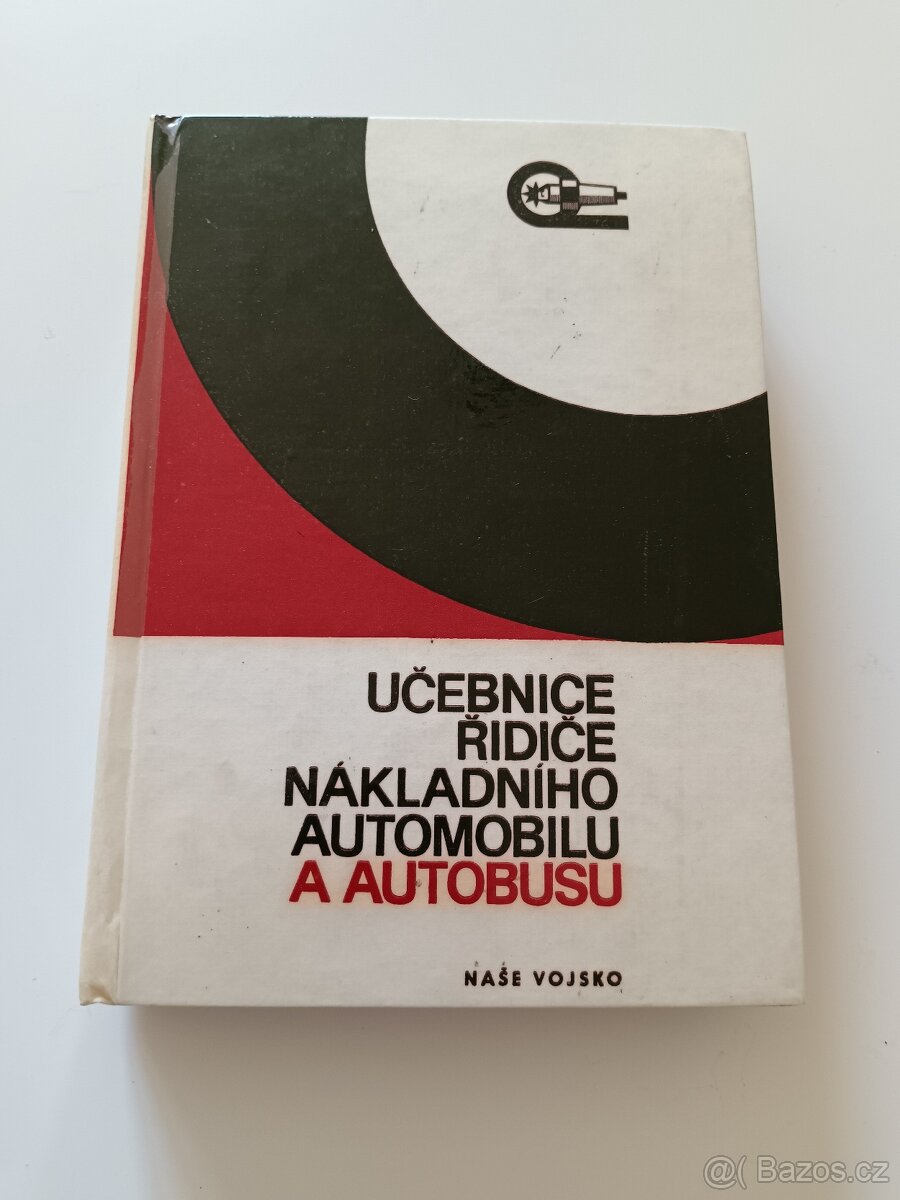 UČEBNICE
ŘIDIČE
NÁKLADNÍHO
AUTOMOBILU
A AUTOBUSU
NAŠE VOJSKO
@( Bazos.cz